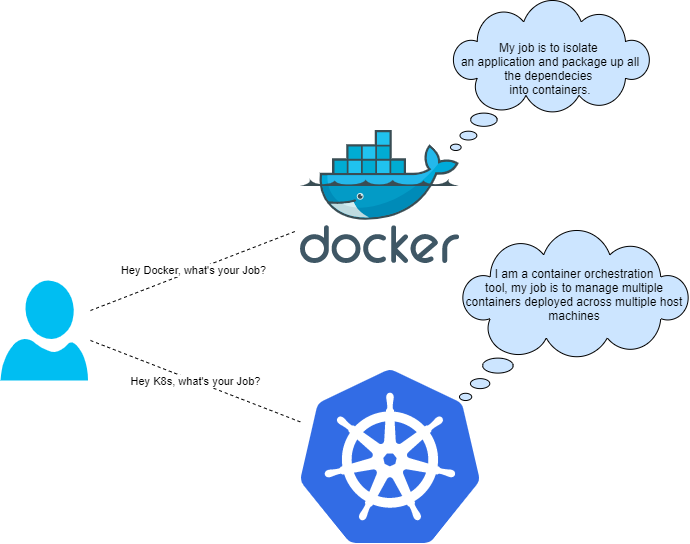 My job is to isolate
an application and package up all
the dependecies
into containers.
docker
Hey Docker, what's your Job?
I am a container orchestration
tool, my job is to manage multiple
containers deployed across multiple host
machines
Hey K8s, what's your Job?